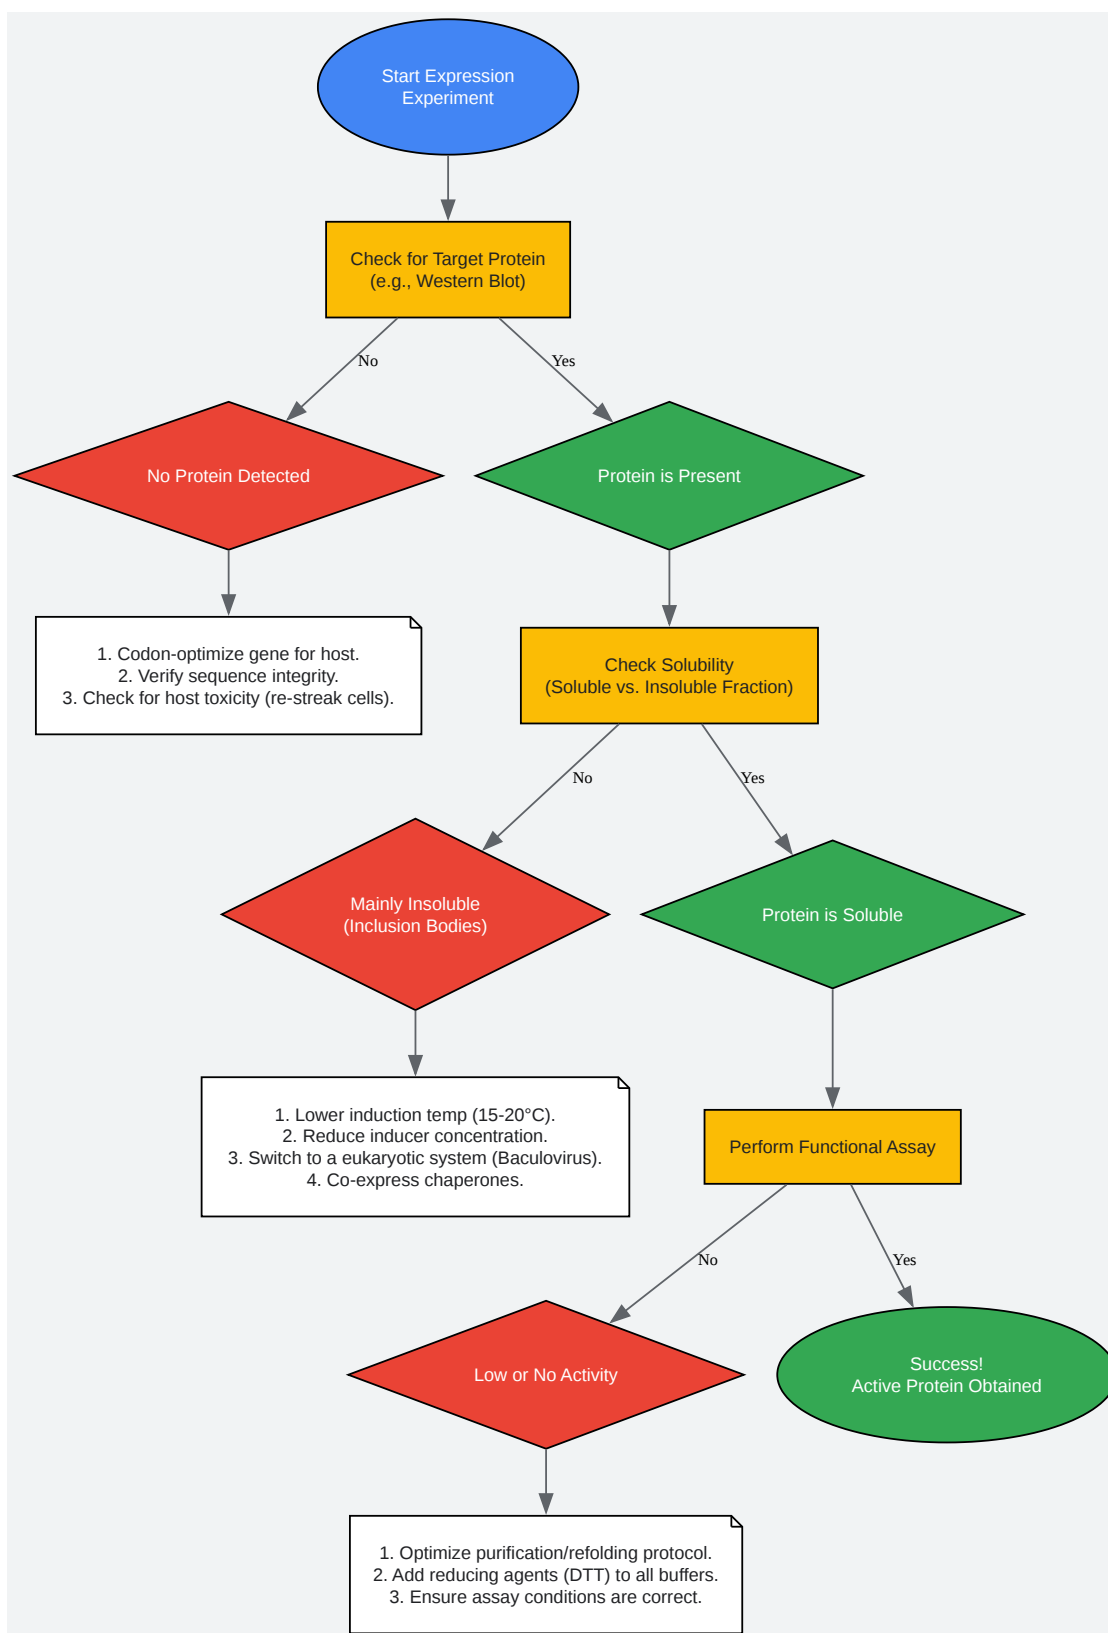 Start Expression
Experiment
Check for Target Protein
(e.g., Western Blot)
No
Yes
No Protein Detected
Protein is Present
1. Codon-optimize gene for host.
2. Verify sequence integrity.
3. Check for host toxicity (re-streak cells).
Check Solubility
(Soluble vs. Insoluble Fraction)
No
Yes
Mainly Insoluble
(Inclusion Bodies)
Protein is Soluble
1. Lower induction temp (15-20°C).
2. Reduce inducer concentration.
3. Switch to a eukaryotic system (Baculovirus).
4. Co-express chaperones.
Perform Functional Assay
No
Yes
Low or No Activity
Success!
Active Protein Obtained
1. Optimize purification/refolding protocol.
2. Add reducing agents (DTT) to all buffers.
3. Ensure assay conditions are correct.